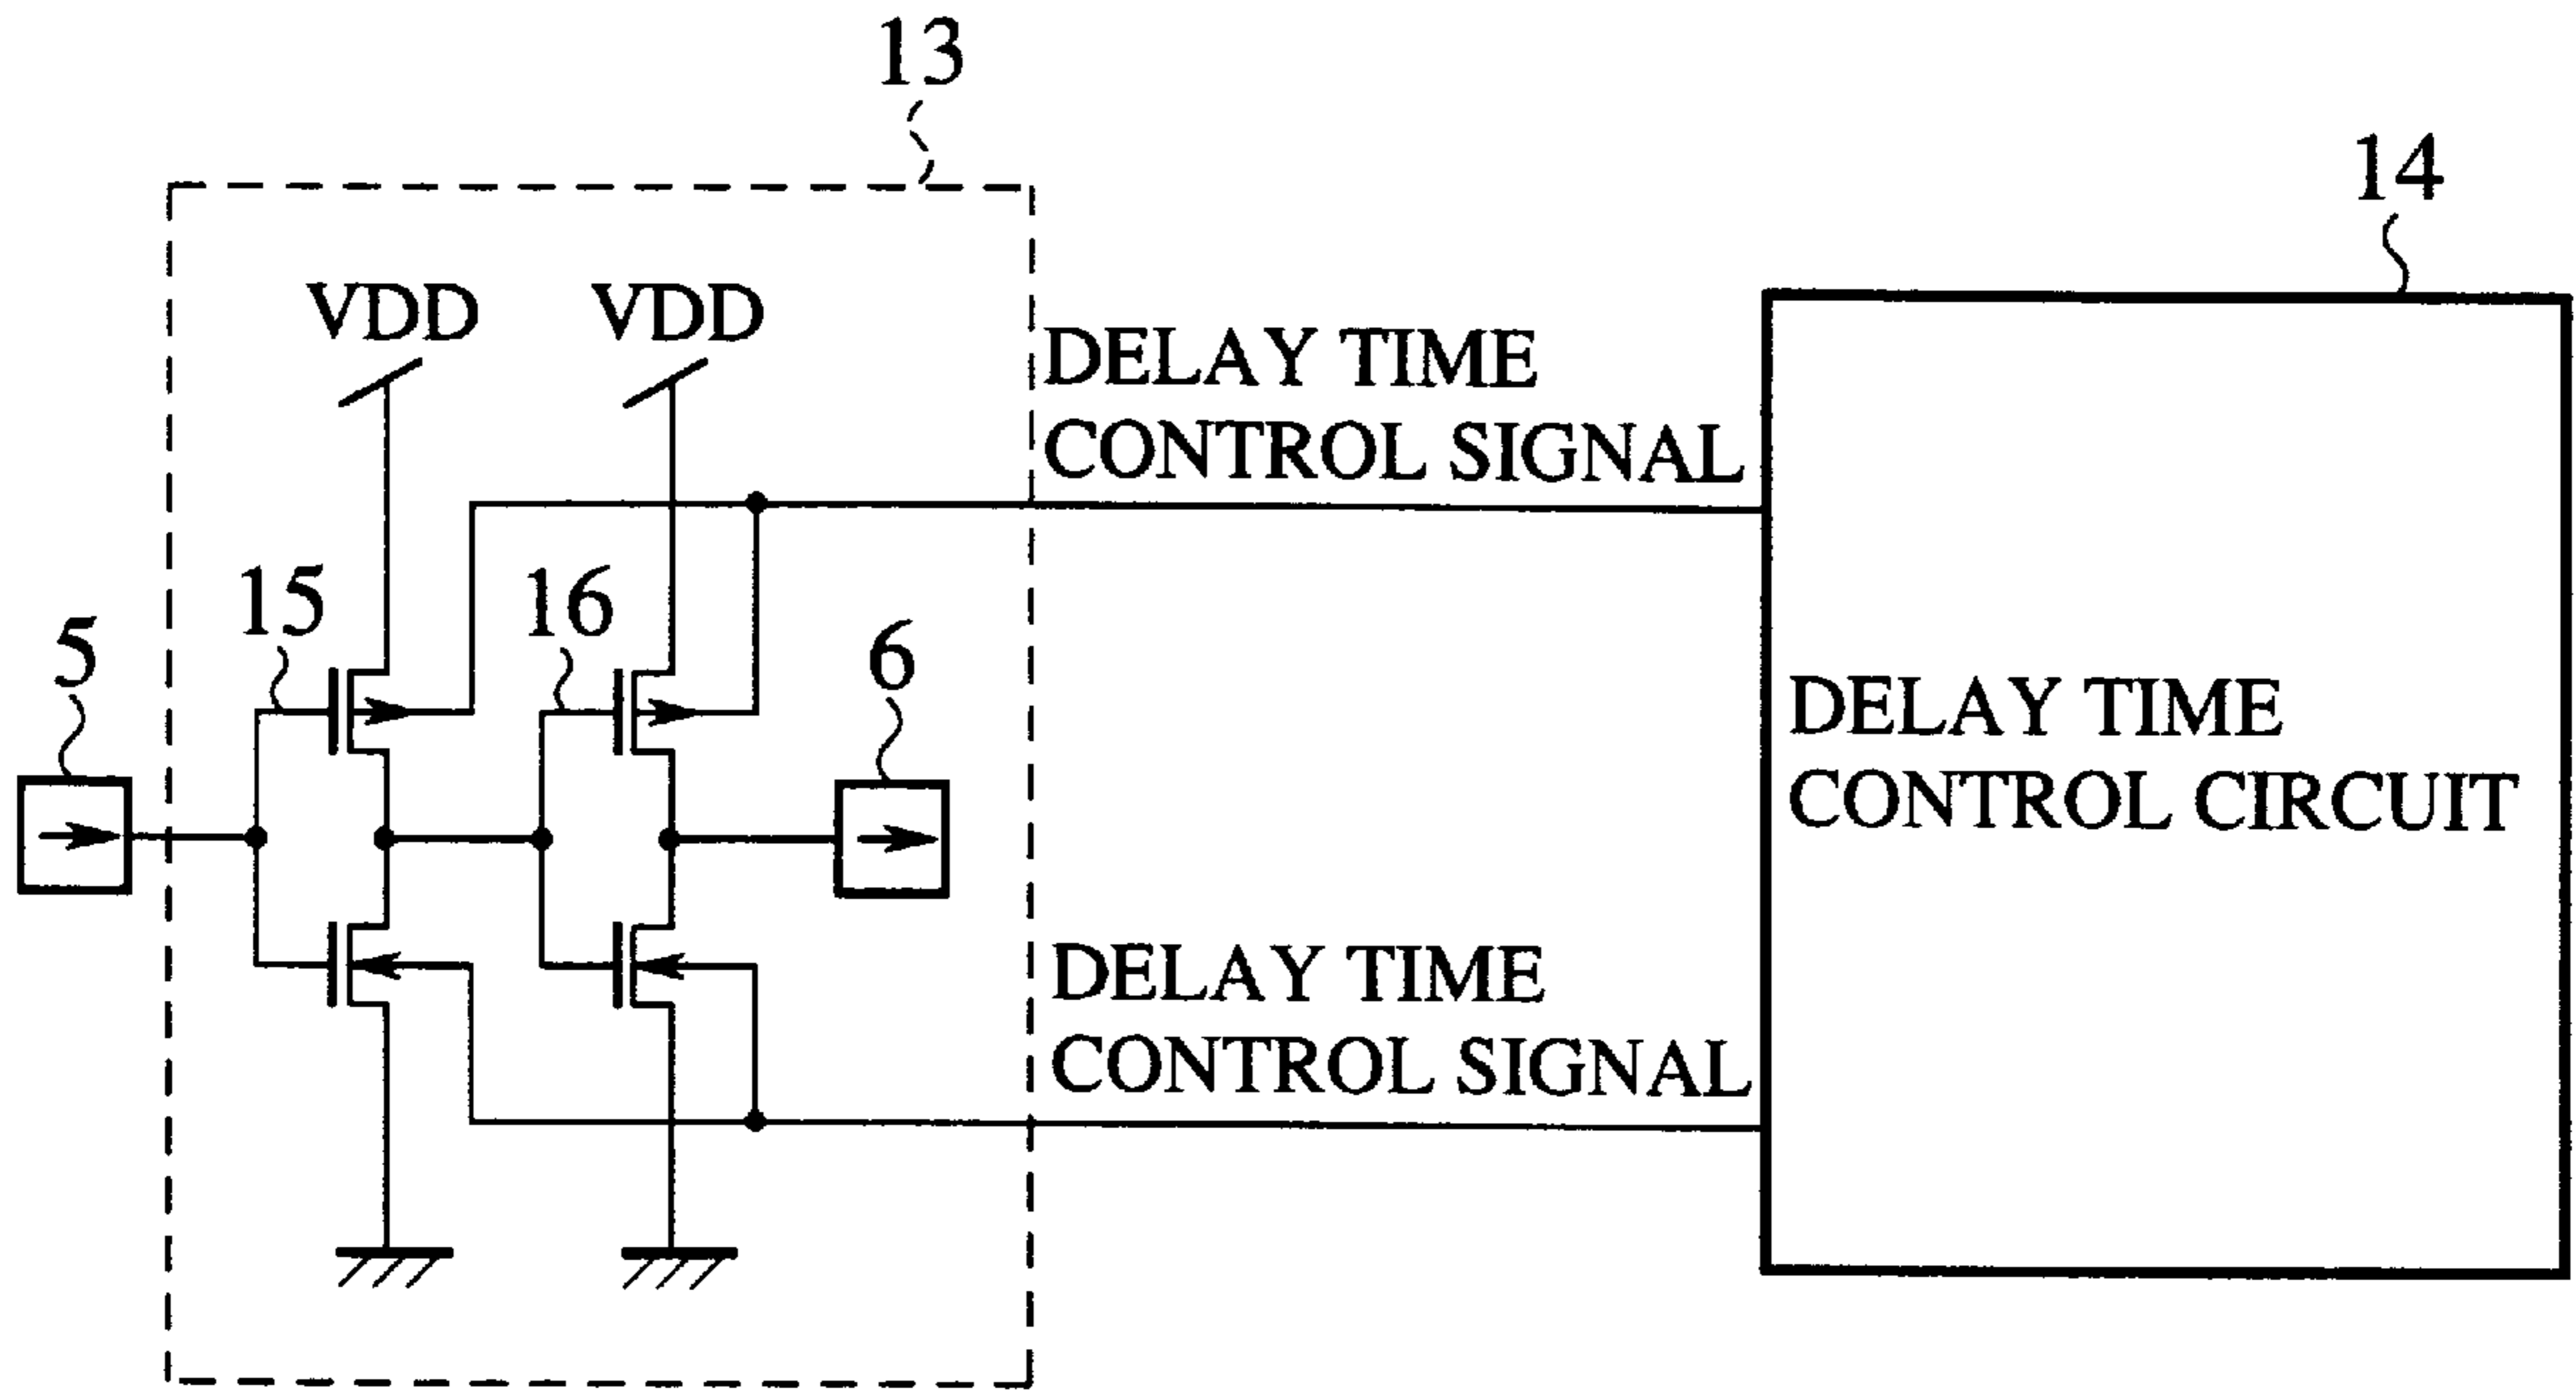 13
14
VDD
VDD
DELAY TIME
CONTROL SIGNAL
15
16
5
6
DELAY TIME
CONTROL CIRCUIT
DELAY TIME
CONTROL SIGNAL